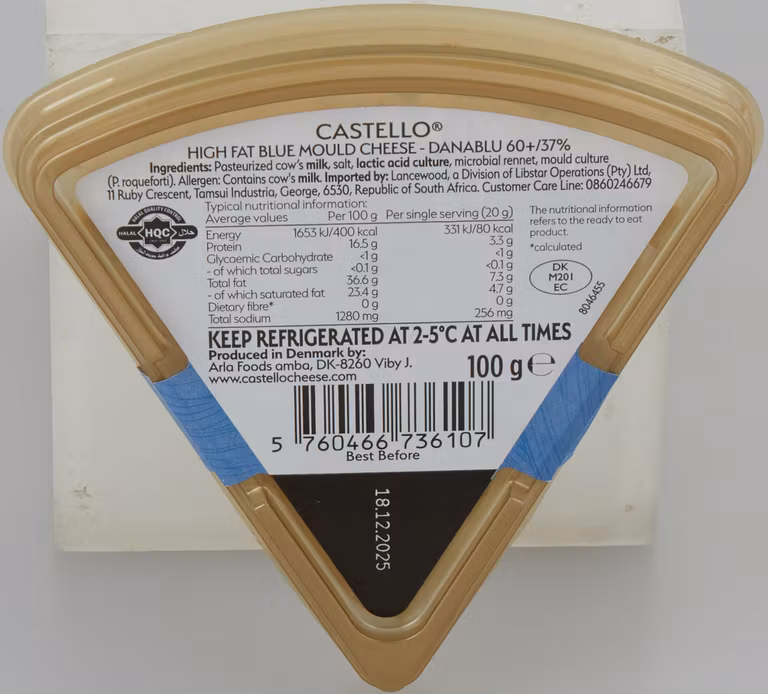 CASTELLO®
HIGH FAT BLUE MOULD CHEESE - DANABLU 60+/37%
Ingredients: Pasteurized cow's milk, salt, lactic acid culture, microbial rennet, mould culture
(P. roqueforti). Allergen: Contains cow's milk. Imported by: Lancewood, a Division of Libstar Operations (Pty) Ltd,
11 Ruby Crescent, Tamsui Industria, George, 6530, Republic of South Africa. Customer Care Line: 0860246679
HALAL QUALITY CONTROL
HALAL HQC حلال
Typical nutritional information:
Average values Per 100 g Per single serving (20 g)
Energy 1653 kJ/400 kcal 331 kJ/80 kcal
Protein 16.5 g 3.3 g
Glycaemic Carbohydrate <1 g <1 g
- of which total sugars <0.1 g <0.1 g
Total fat 36.6 g 7.3 g
- of which saturated fat 23.4 g 4.7 g
Dietary fibre* 0 g 0 g
Total sodium 1280 mg 256 mg
The nutritional information
refers to the ready to eat
product.
*calculated
DK
M201
EC
8046455
KEEP REFRIGERATED AT 2-5°C AT ALL TIMES
Produced in Denmark by:
Arla Foods amba, DK-8260 Viby J.
www.castellocheese.com
100 g ℮
5 760466 736107
Best Before
18.12.2025